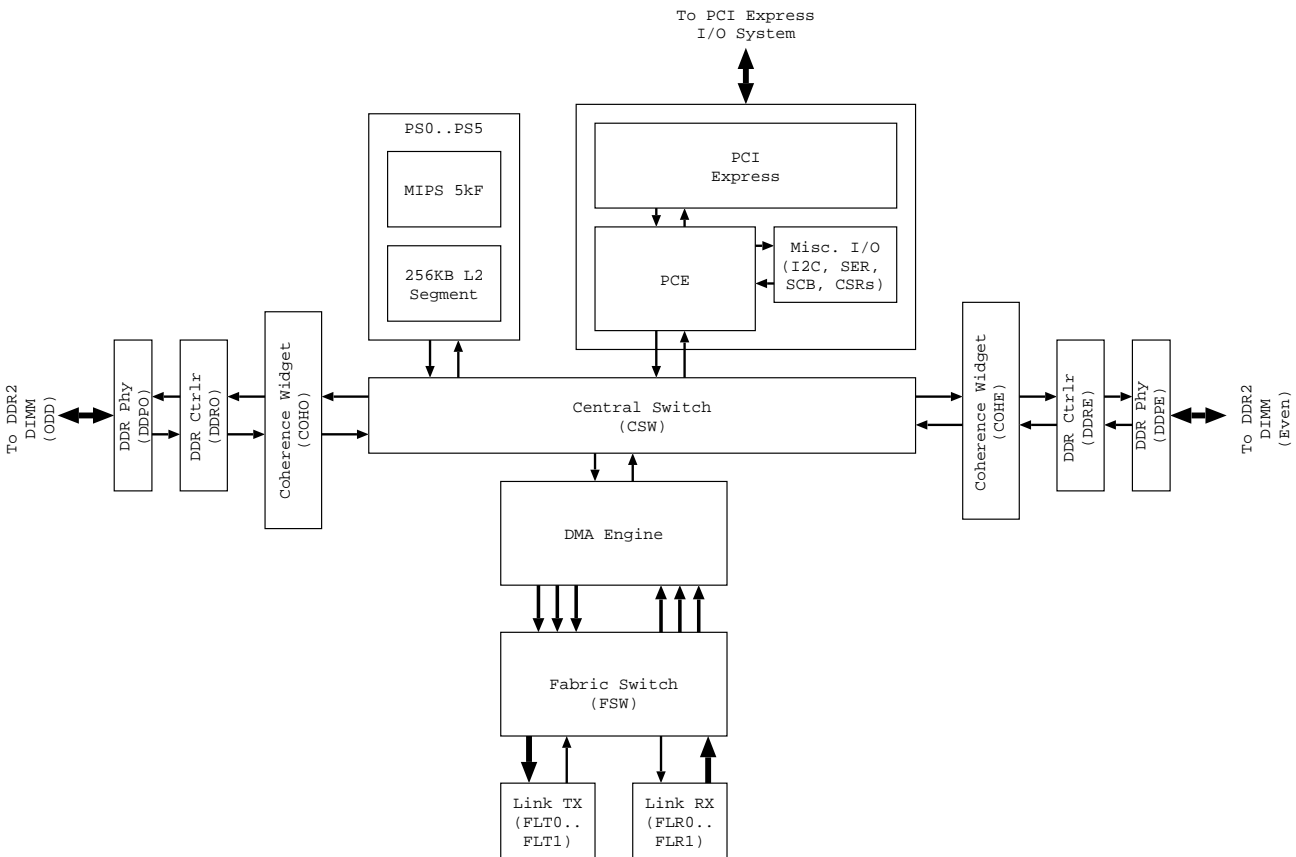 To PCI Express
I/O System
PS0..PS5
MIPS 5kF
256KB L2
Segment
PCI
Express
PCE
Misc. I/O
(I2C, SER,
SCB, CSRs)
To DDR2
DIMM
(ODD)
DDR Phy
(DDPO)
DDR Ctrlr
(DDRO)
Coherence Widget
(COHO)
Central Switch
(CSW)
Coherence Widget
(COHE)
DDR Ctrlr
(DDRE)
DDR Phy
(DDPE)
To DDR2
DIMM
(Even)
DMA Engine
Fabric Switch
(FSW)
Link TX
(FLT0..
FLT1)
Link RX
(FLR0..
FLR1)